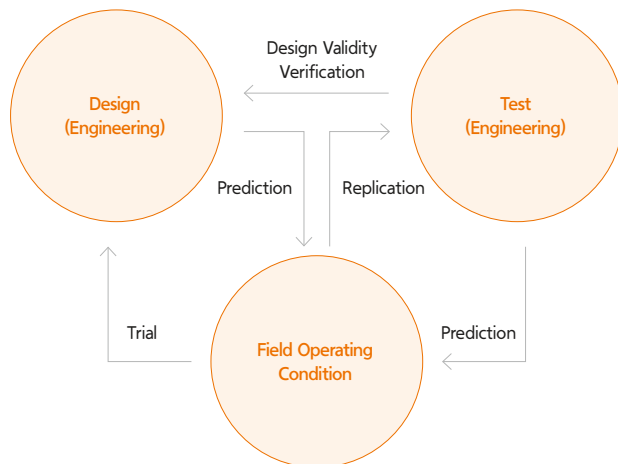 Design Validity
Verification
Design
(Engineering)
Test
(Engineering)
Prediction
Replication
Trial
Field Operating
Condition
Prediction